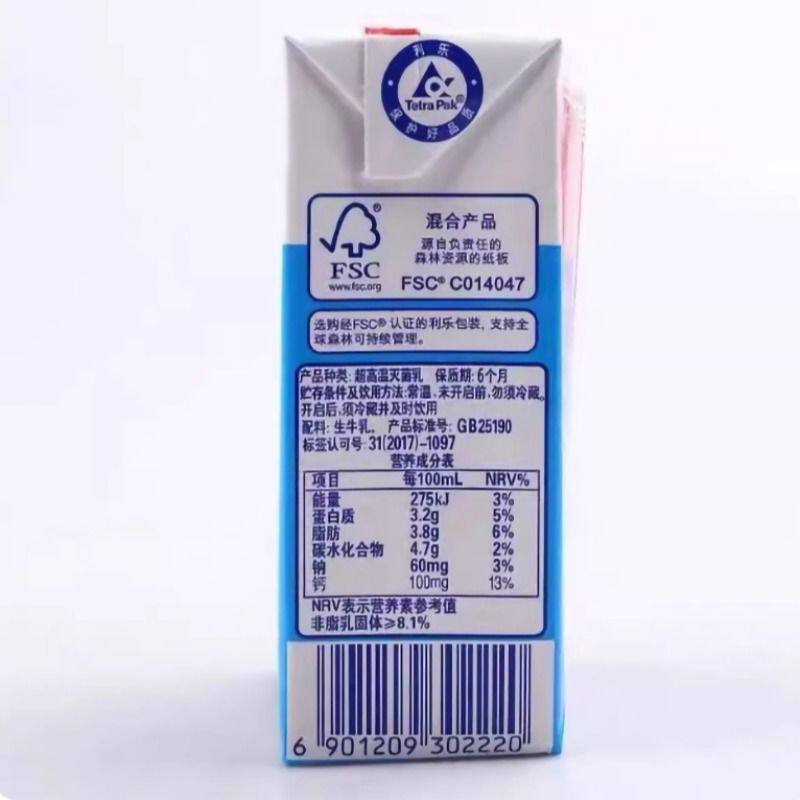 利乐
Tetra Pak®
保护好品质
混合产品
源自负责任的
森林资源的纸板
FSC®
www.fsc.org
FSC® C014047
选购经FSC® 认证的利乐包装, 支持全
球森林可持续管理。
产品种类: 超高温灭菌乳 保质期: 6个月
贮存条件及饮用方法:常温, 未开启前,勿须冷藏。
开启后,须冷藏并及时饮用
配料: 生牛乳。 产品标准号: GB25190
标签认可号: 31(2017)-1097
营养成分表
项目 每100mL NRV%
能量 275kJ 3%
蛋白质 3.2g 5%
脂肪 3.8g 6%
碳水化合物 4.7g 2%
钠 60mg 3%
钙 100mg 13%
NRV表示营养素参考值
非脂乳固体≥8.1%
6 901209 302220